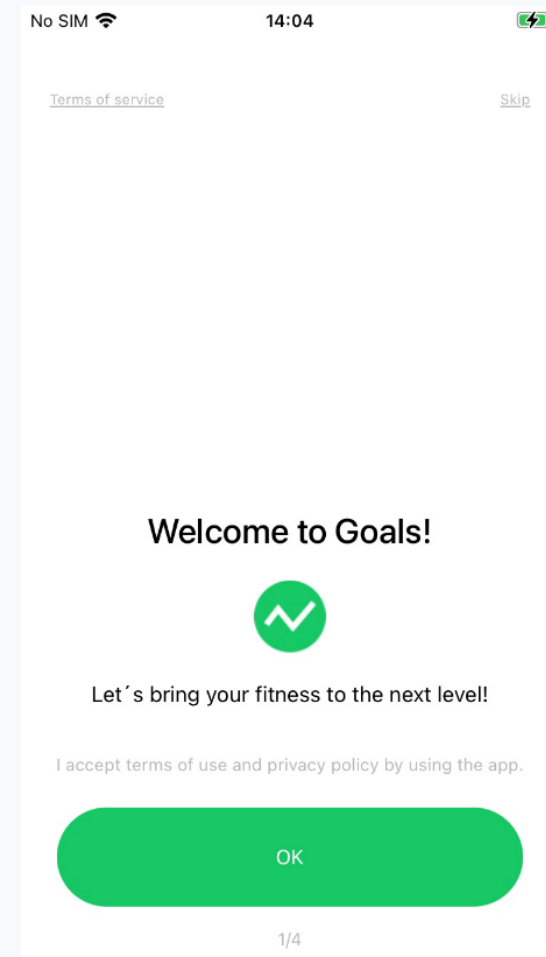 No SIM 14:04
Terms of service Skip
Welcome to Goals!
Let´s bring your fitness to the next level!
I accept terms of use and privacy policy by using the app.
OK
1/4